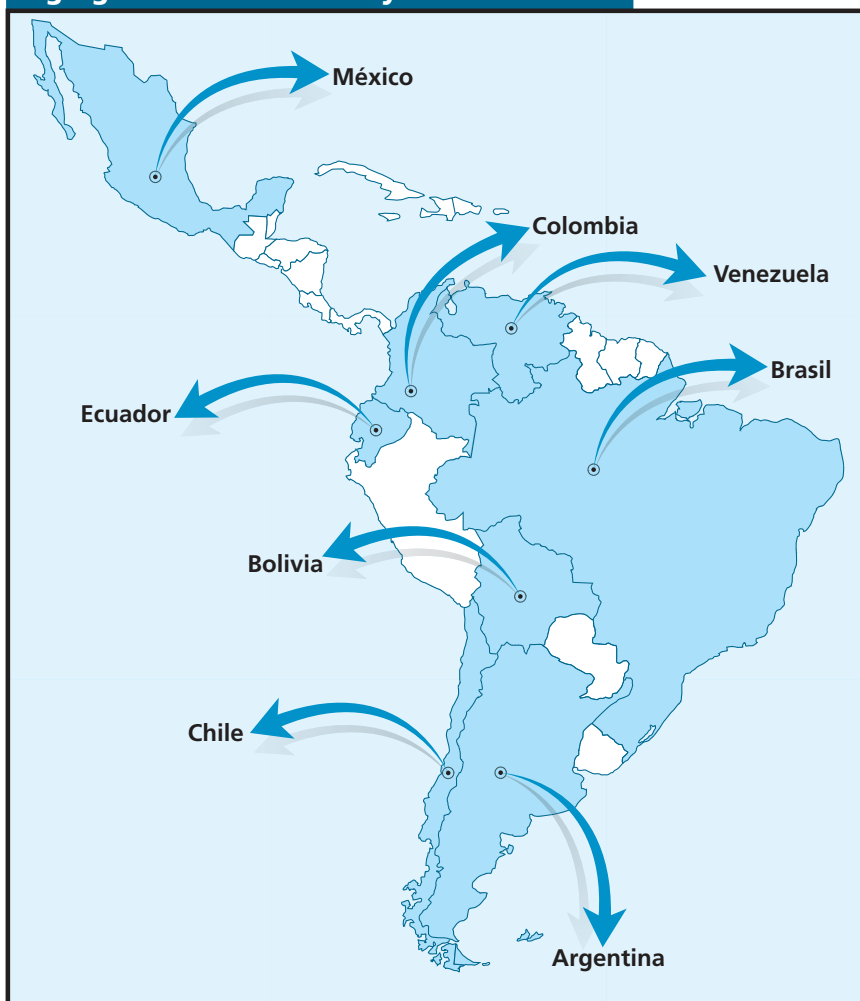 México
Colombia
Venezuela
Brasil
Ecuador
Bolivia
Chile
Argentina